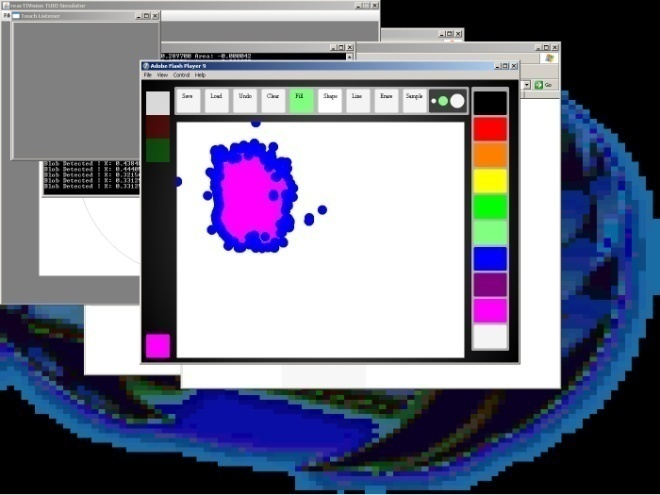 reacTIVision TUIO Simulator
Fil
Touch Listener
0.289700 Area: -0.000042
Adobe Flash Player 9
File View Control Help
Go
Save Load Undo Clear Fill Shape Line Erase Sample
Blob Detected | X: 0.4384
Blob Detected | X: 0.4440
Blob Detected | X: 0.3215
Blob Detected | X: 0.3312
Blob Detected | X: 0.3312